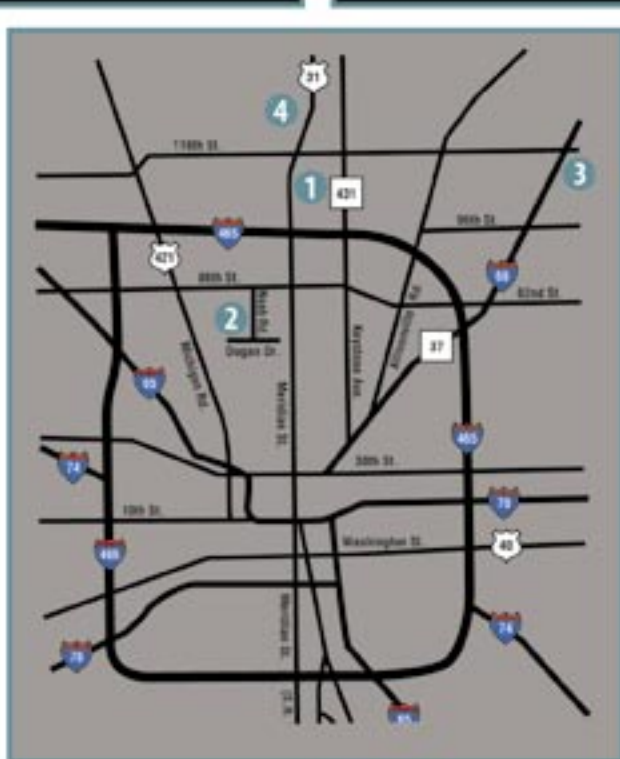 31
4
116th St.
3
1
431
96th St.
465
421
69
86th St.
82nd St.
2
Allisonville Rd.
37
Michigan Rd.
Keystone Ave.
65
Meridian St.
465
38th St.
74
70
10th St.
Washington St.
40
465
Meridian St.
74
70
65